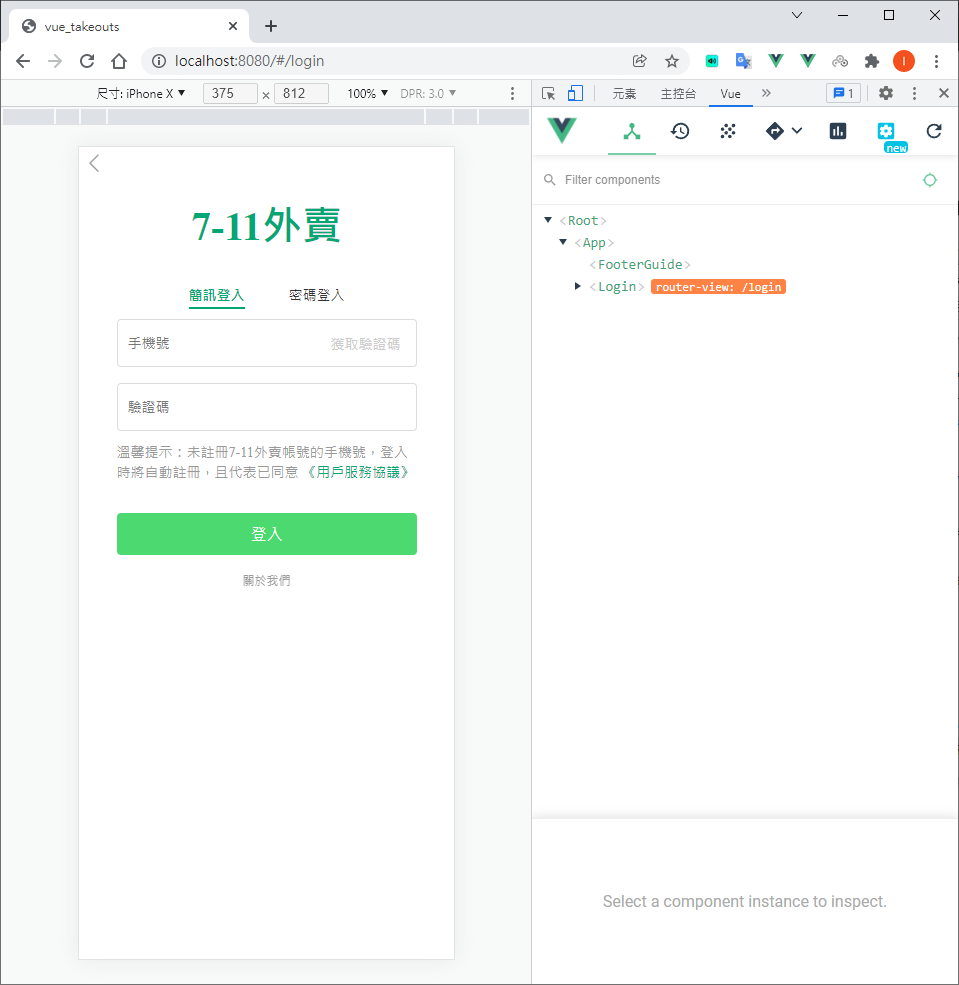 vue_takeouts
localhost:8080/#/login
尺寸: iPhone X ▼ 375 × 812 100% ▼ DPR: 3.0 ▼
元素 主控台 Vue » 1
new
Filter components
<Root>
<App>
<FooterGuide>
<Login> router-view: /login
Select a component instance to inspect.
7-11外賣
簡訊登入 密碼登入
手機號 獲取驗證碼
驗證碼
溫馨提示：未註冊7-11外賣帳號的手機號，登入
時將自動註冊，且代表已同意《用戶服務協議》
登入
關於我們
I